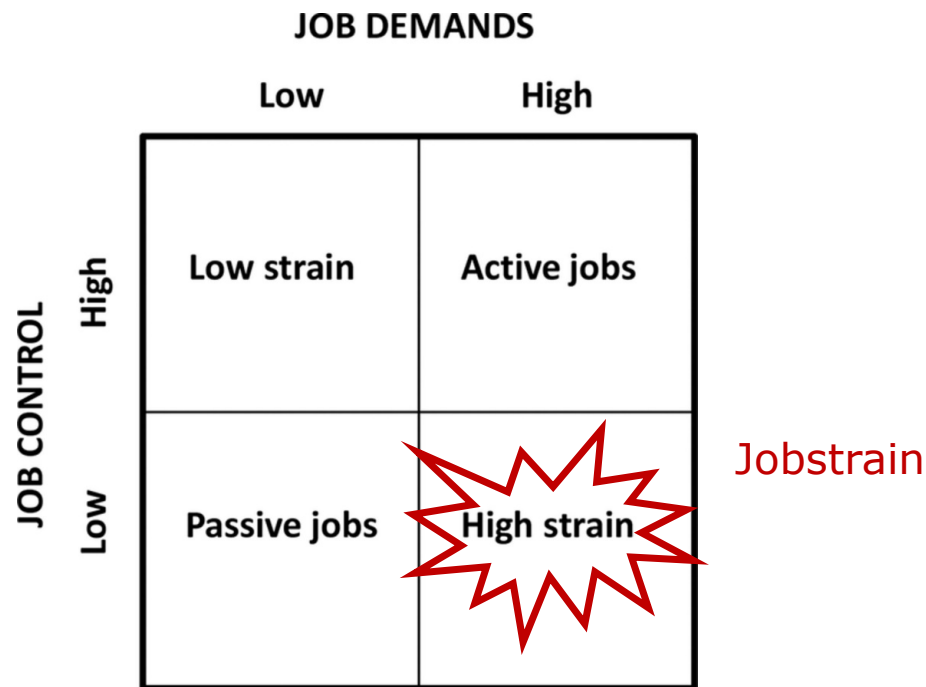 JOB DEMANDS
Low High
JOB CONTROL
High
Low strain Active jobs
Jobstrain
Low
Passive jobs High strain